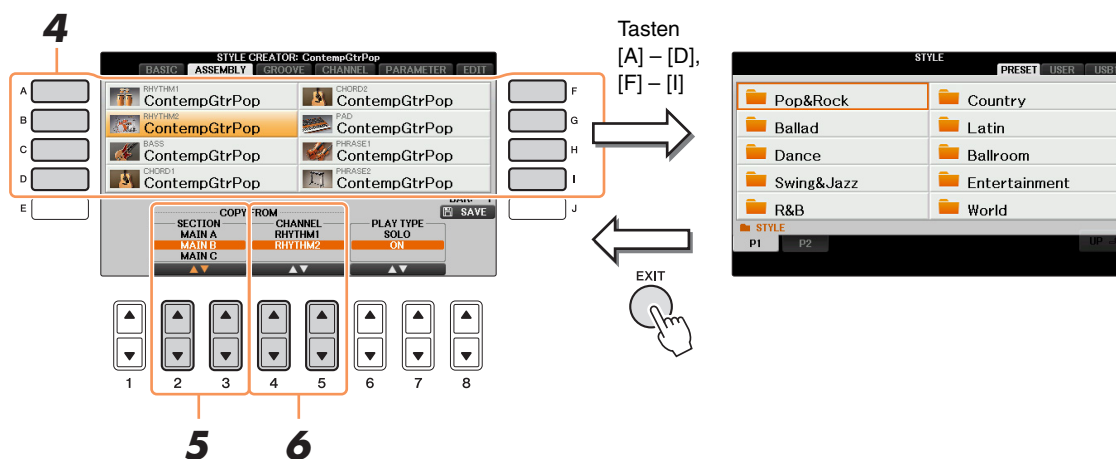 4
Tasten
[A] – [D],
[F] – [I]
STYLE CREATOR: ContempGtrPop
BASIC ASSEMBLY GROOVE CHANNEL PARAMETER EDIT
A
B
C
D
E
RHYTHM1
ContempGtrPop
RHYTHM2
ContempGtrPop
BASS
ContempGtrPop
CHORD1
ContempGtrPop
CHORD2
ContempGtrPop
PAD
ContempGtrPop
PHRASE1
ContempGtrPop
PHRASE2
ContempGtrPop
F
G
H
I
J
BAR: 1
SAVE
COPY FROM
SECTION
MAIN A
MAIN B
MAIN C
CHANNEL
RHYTHM1
RHYTHM2
PLAY TYPE
SOLO
ON
1 2 3 4 5 6 7 8
5 6
STYLE
PRESET USER USB
Pop&Rock
Ballad
Dance
Swing&Jazz
R&B
Country
Latin
Ballroom
Entertainment
World
STYLE
P1 P2
UP
EXIT